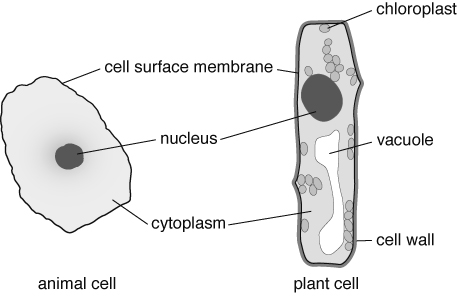 chloroplast
cell surface membrane
nucleus
vacuole
cytoplasm
cell wall
animal cell
plant cell